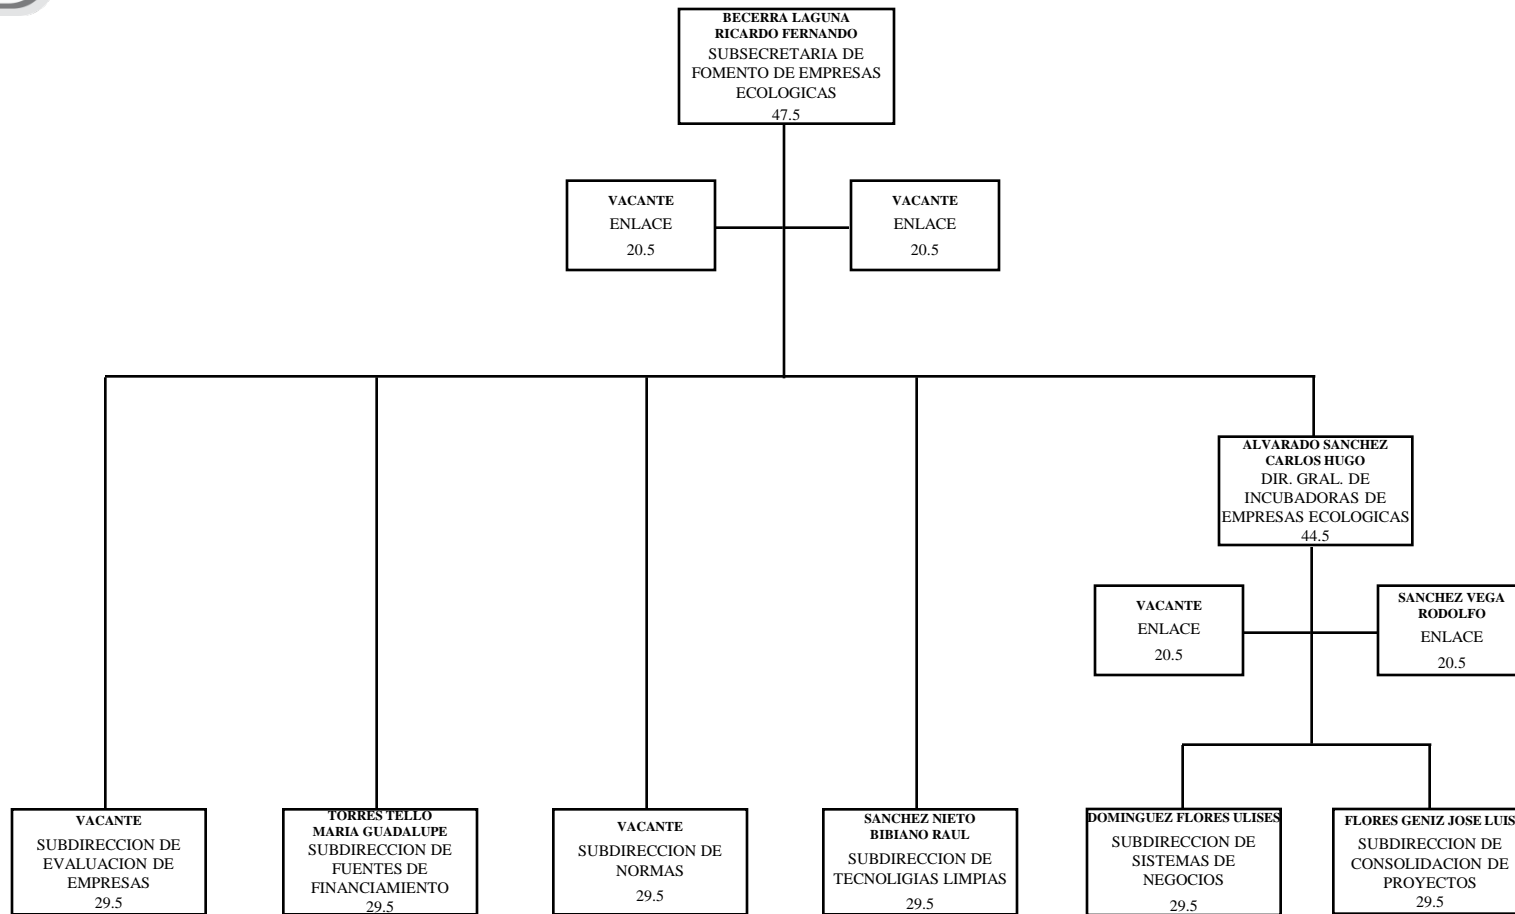 BECERRA LAGUNA
RICARDO FERNANDO
SUBSECRETARIA DE
FOMENTO DE EMPRESAS
ECOLOGICAS
47.5
VACANTE
ENLACE
20.5
VACANTE
ENLACE
20.5
ALVARADO SANCHEZ
CARLOS HUGO
DIR. GRAL. DE
INCUBADORAS DE
EMPRESAS ECOLOGICAS
44.5
VACANTE
ENLACE
20.5
SANCHEZ VEGA
RODOLFO
ENLACE
20.5
VACANTE
SUBDIRECCION DE
EVALUACION DE
EMPRESAS
29.5
TORRES TELLO
MARIA GUADALUPE
SUBDIRECCION DE
FUENTES DE
FINANCIAMIENTO
29.5
VACANTE
SUBDIRECCION DE
NORMAS
29.5
SANCHEZ NIETO
BIBIANO RAUL
SUBDIRECCION DE
TECNOLIGIAS LIMPIAS
29.5
DOMINGUEZ FLORES ULISES
SUBDIRECCION DE
SISTEMAS DE
NEGOCIOS
29.5
FLORES GENIZ JOSE LUIS
SUBDIRECCION DE
CONSOLIDACION DE
PROYECTOS
29.5